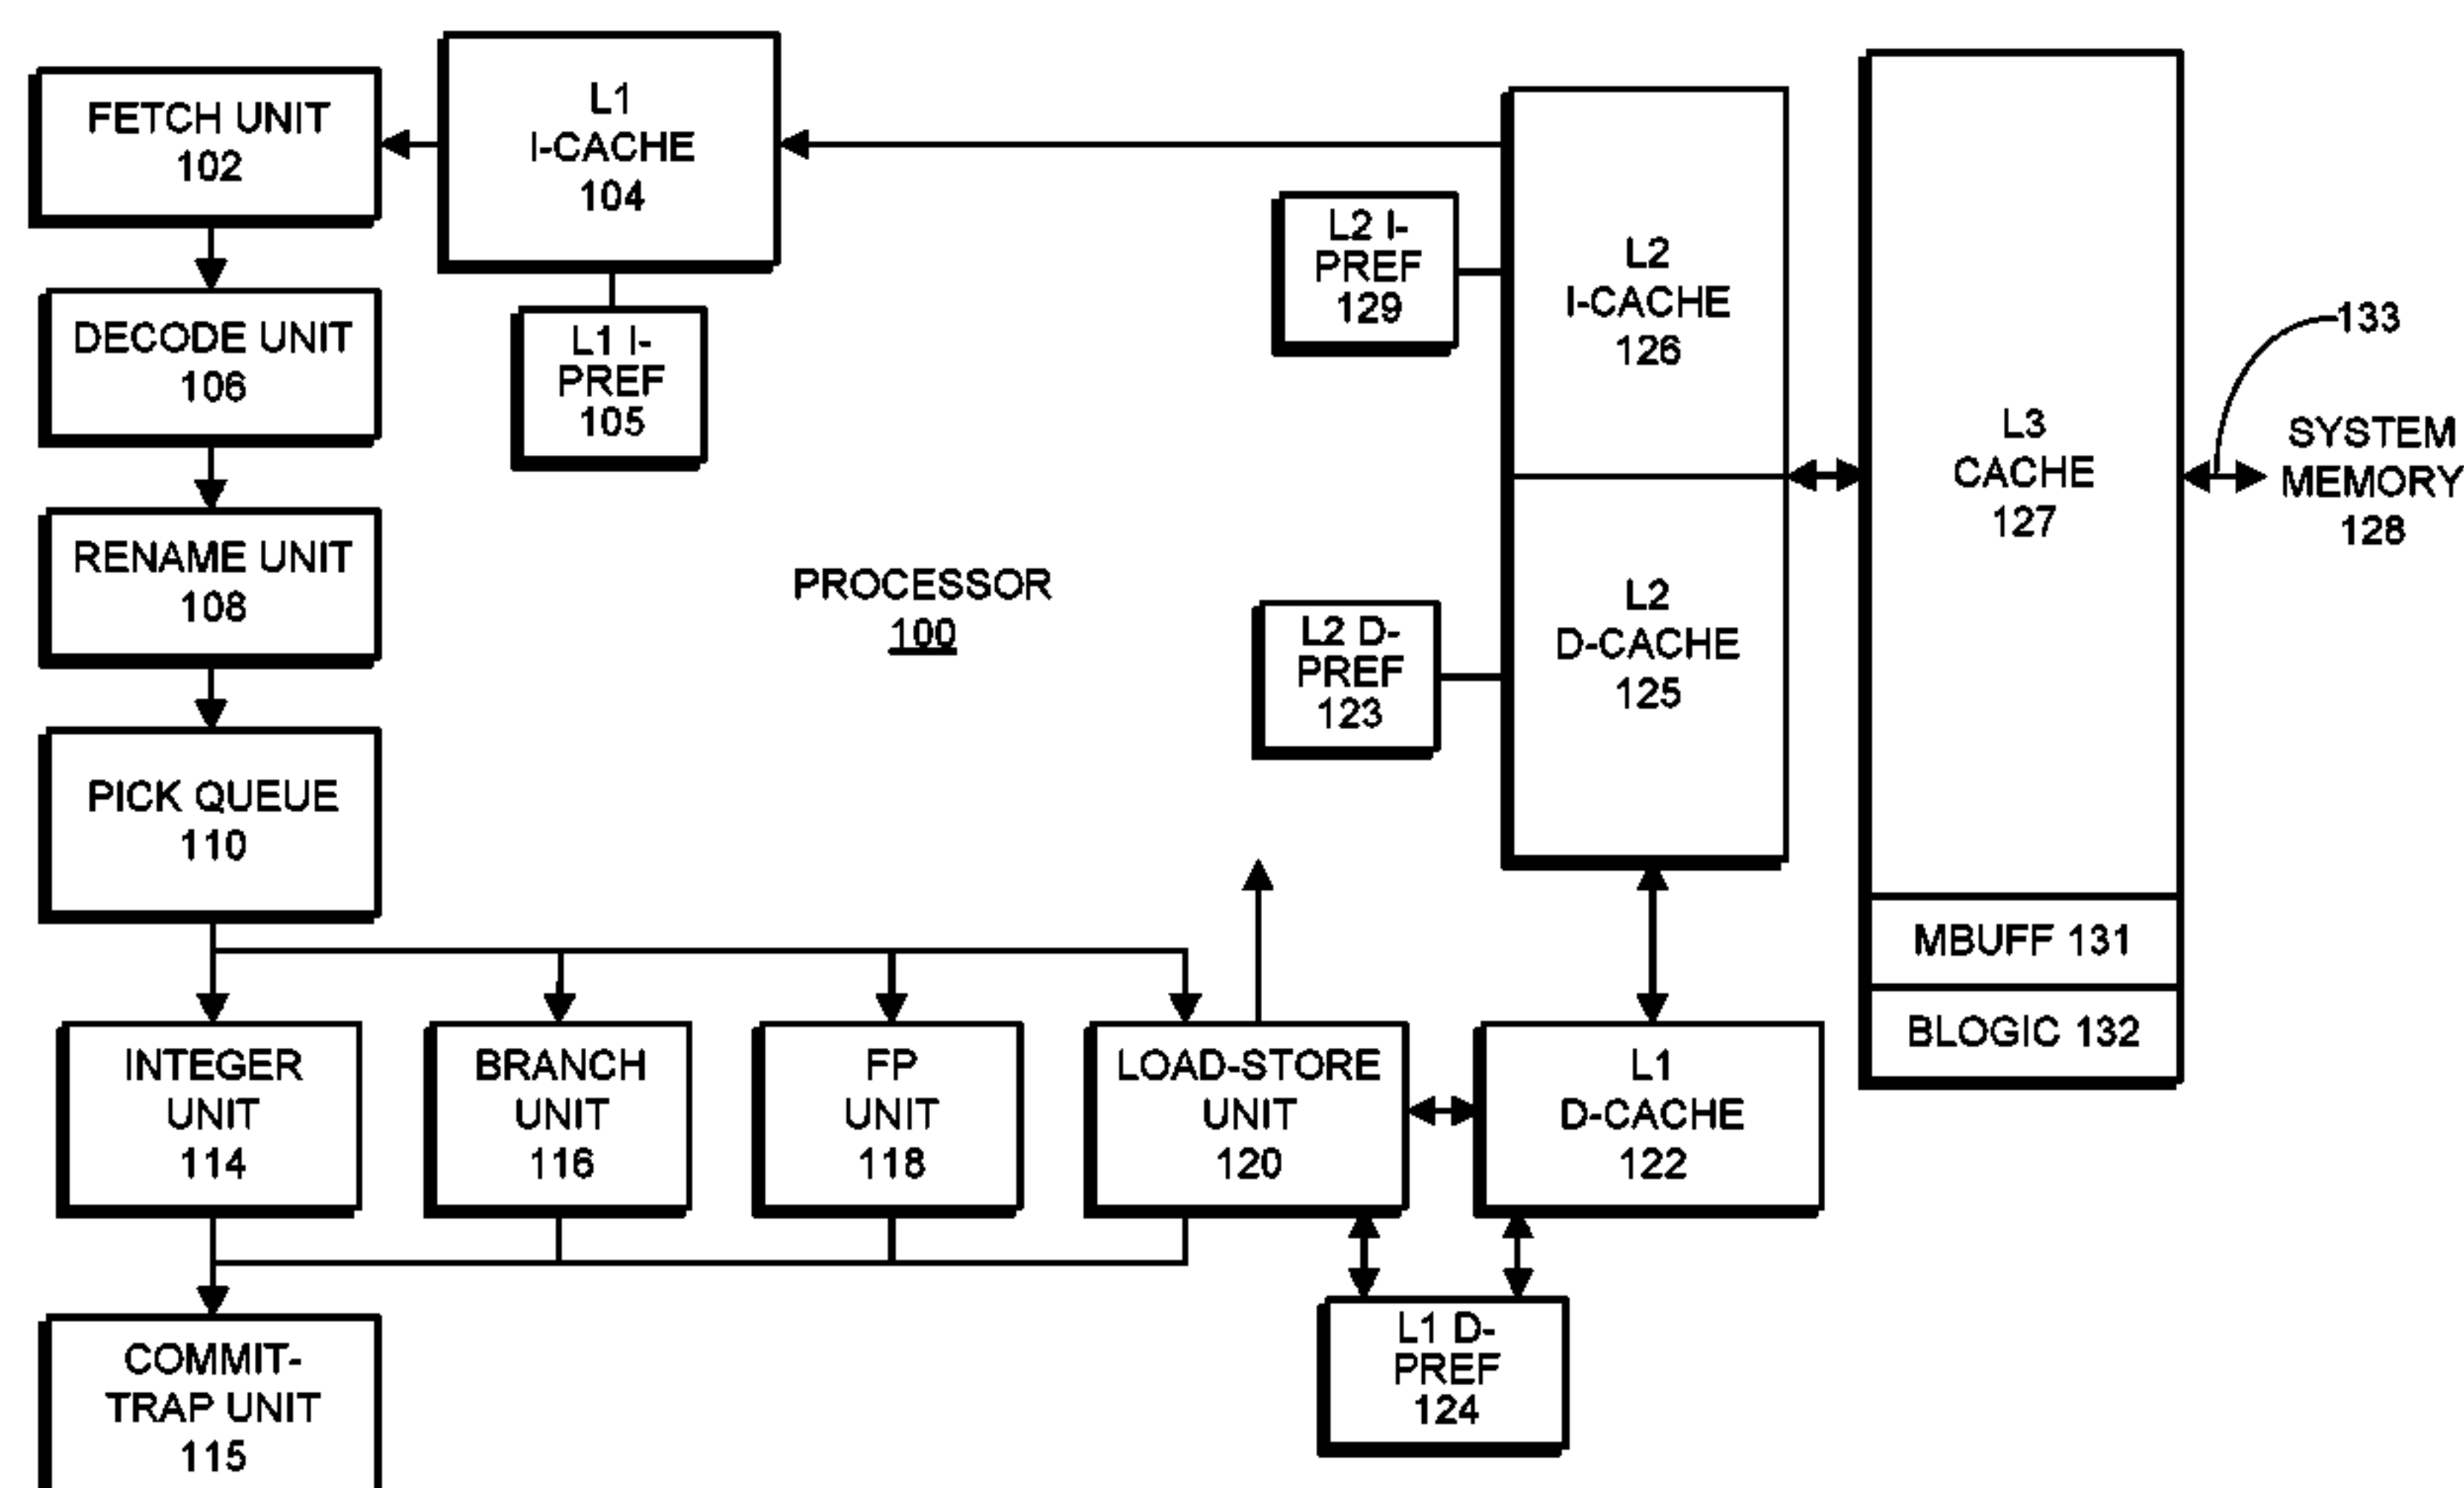 FETCH UNIT
102
L1
I-CACHE
104
L1 I-
PREF
105
DECODE UNIT
106
RENAME UNIT
108
PICK QUEUE
110
PROCESSOR
100
L2 I-
PREF
129
L2
I-CACHE
126
L2 D-
PREF
123
L2
D-CACHE
125
L3
CACHE
127
MBUFF 131
BLOGIC 132
133
SYSTEM
MEMORY
128
INTEGER
UNIT
114
BRANCH
UNIT
116
FP
UNIT
118
LOAD-STORE
UNIT
120
L1
D-CACHE
122
L1 D-
PREF
124
COMMIT-
TRAP UNIT
115